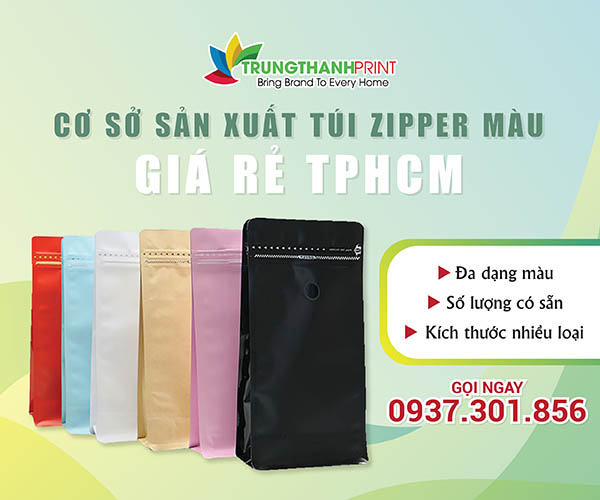 TRUNGTHANHPRINT
Bring Brand To Every Home
CƠ SỞ SẢN XUẤT TÚI ZIPPER MÀU
GIÁ RẺ TPHCM
Đa dạng màu
Số lượng có sẵn
Kích thước nhiều loại
GỌI NGAY
0937.301.856